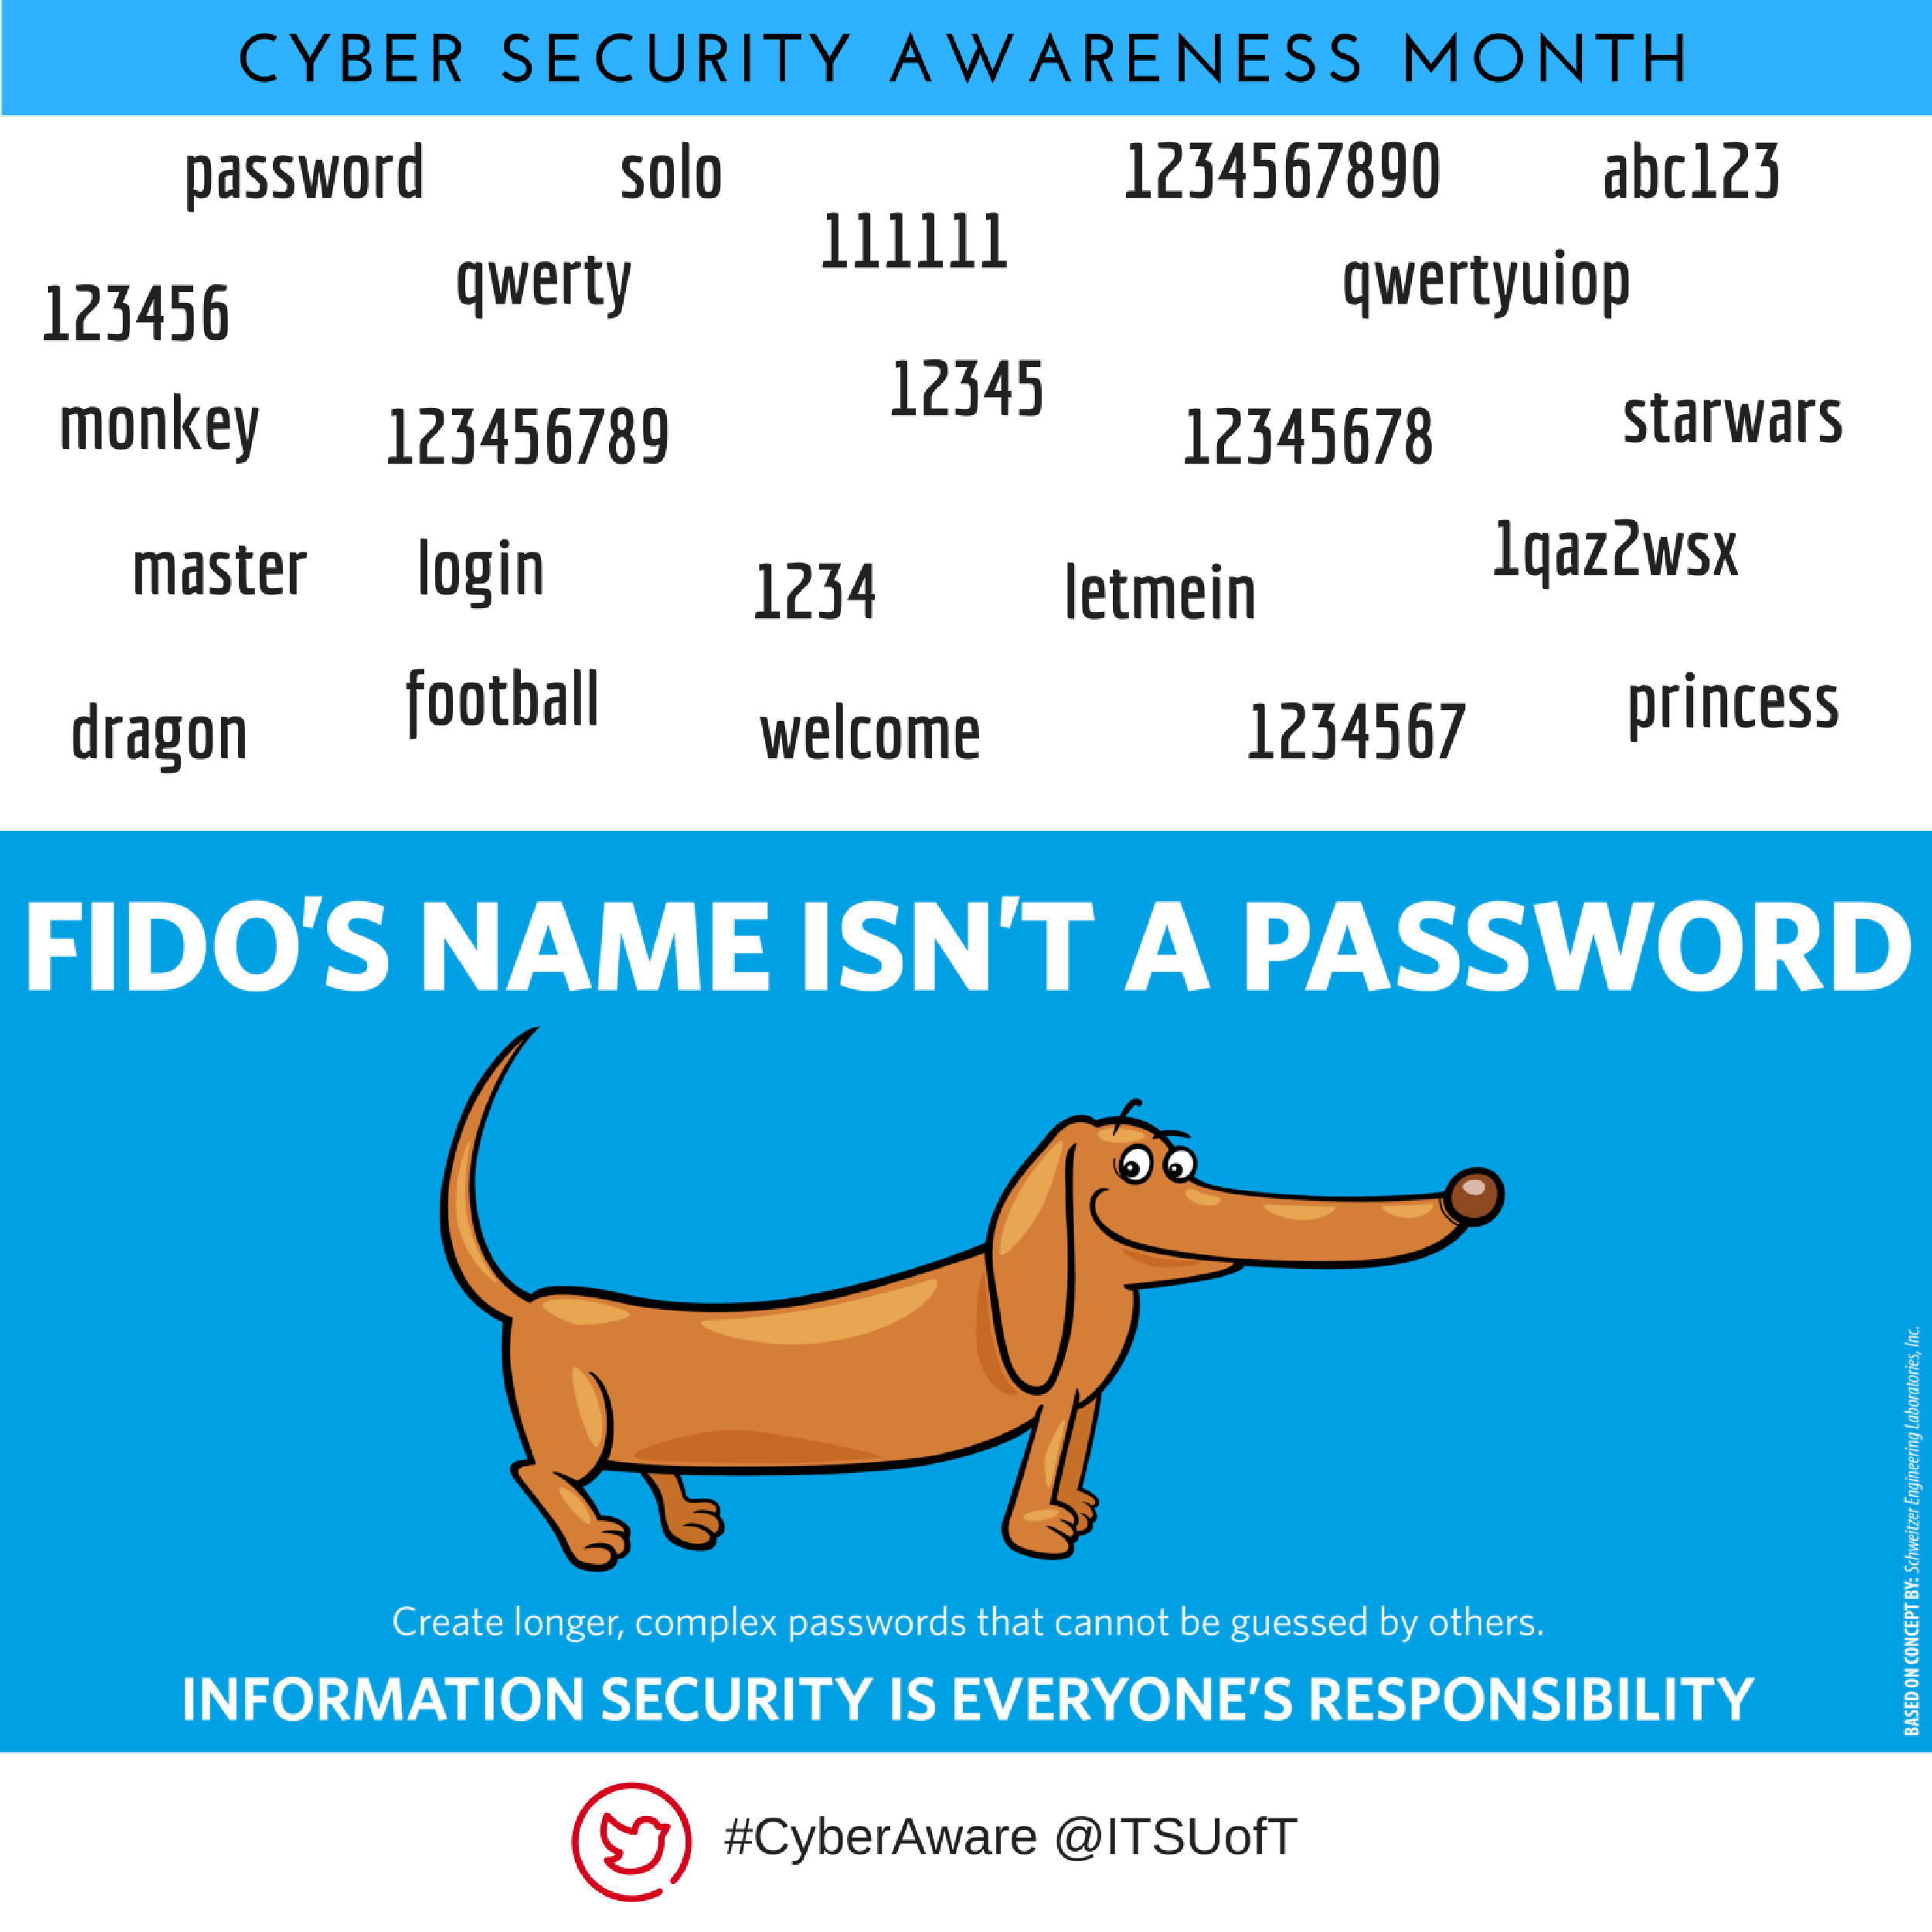 CYBER SECURITY AWARENESS MONTH
password solo 1234567890 abc123
111111
123456 qwerty qwertyuiop
12345
monkey 123456789 12345678 starwars
master login 1234 letmein 1qaz2wsx
dragon football welcome 1234567 princess
FIDO'S NAME ISN'T A PASSWORD
Create longer, complex passwords that cannot be guessed by others.
INFORMATION SECURITY IS EVERYONE'S RESPONSIBILITY
BASED ON CONCEPT BY: Schweitzer Engineering Laboratories, Inc.
#CyberAware @ITSUofT